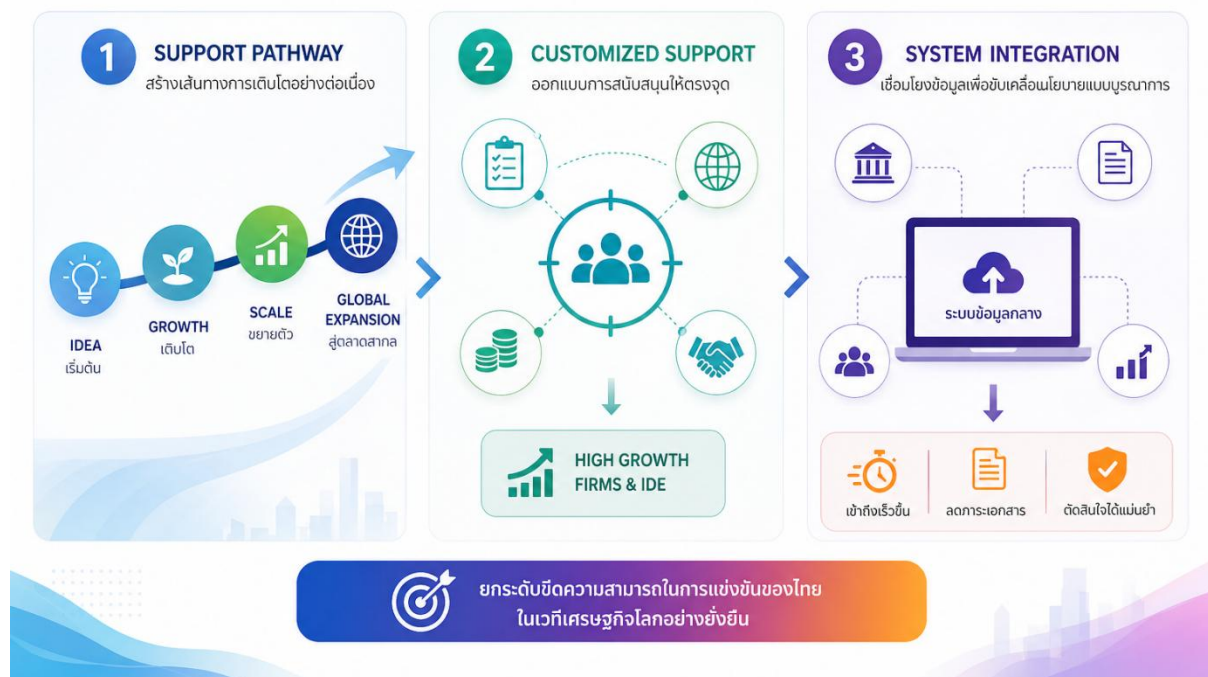 1
SUPPORT PATHWAY
สร้างเส้นทางการเติบโตอย่างต่อเนื่อง
IDEA
เริ่มต้น
GROWTH
เติบโต
SCALE
ขยายตัว
GLOBAL
EXPANSION
สู่ตลาดสากล
2
CUSTOMIZED SUPPORT
ออกแบบการสนับสนุนให้ตรงจุด
HIGH GROWTH
FIRMS & IDE
3
SYSTEM INTEGRATION
เชื่อมโยงข้อมูลเพื่อขับเคลื่อนโยบายแบบบูรณาการ
ระบบข้อมูลกลาง
เข้าถึงเร็วขึ้น
ลดภาระเอกสาร
ตัดสินใจได้แม่นยำ
ยกระดับขีดความสามารถในการแข่งขันของไทย
ในเวทีเศรษฐกิจโลกอย่างยั่งยืน